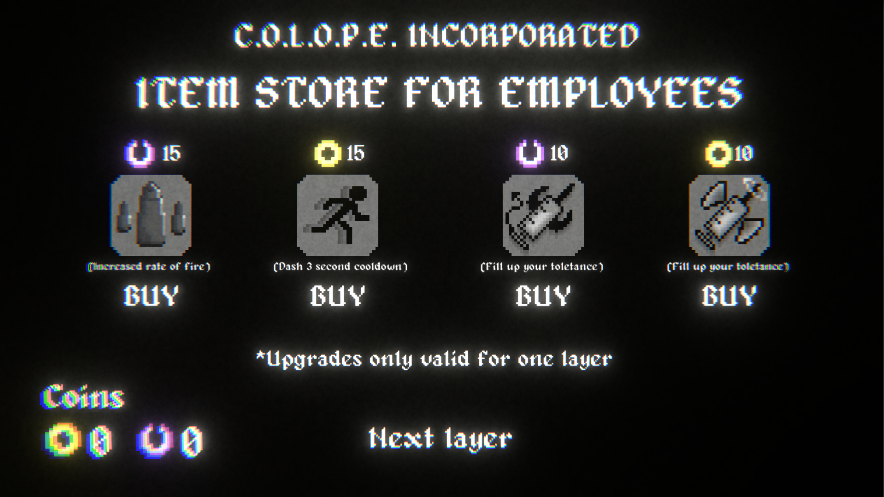 C.O.L.O.P.E. INCORPORATED
ITEM STORE FOR EMPLOYEES
15 15 10 10
(Increased rate of fire) (Dash 3 second cooldown) (Fill up your toletance) (Fill up your toletance)
BUY BUY BUY BUY
*Upgrades only valid for one layer
Coins
0 0
Next layer